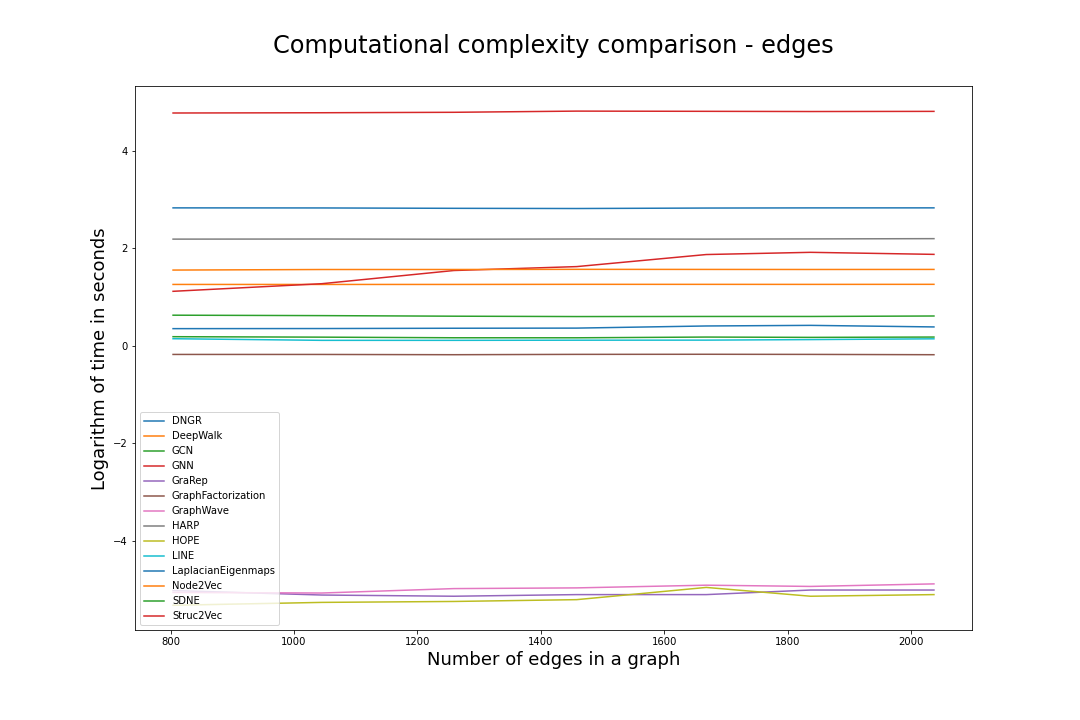 Computational complexity comparison - edges
Logarithm of time in seconds
4
2
0
−2
−4
DNGR
DeepWalk
GCN
GNN
GraRep
GraphFactorization
GraphWave
HARP
HOPE
LINE
LaplacianEigenmaps
Node2Vec
SDNE
Struc2Vec
800 1000 1200 1400 1600 1800 2000
Number of edges in a graph